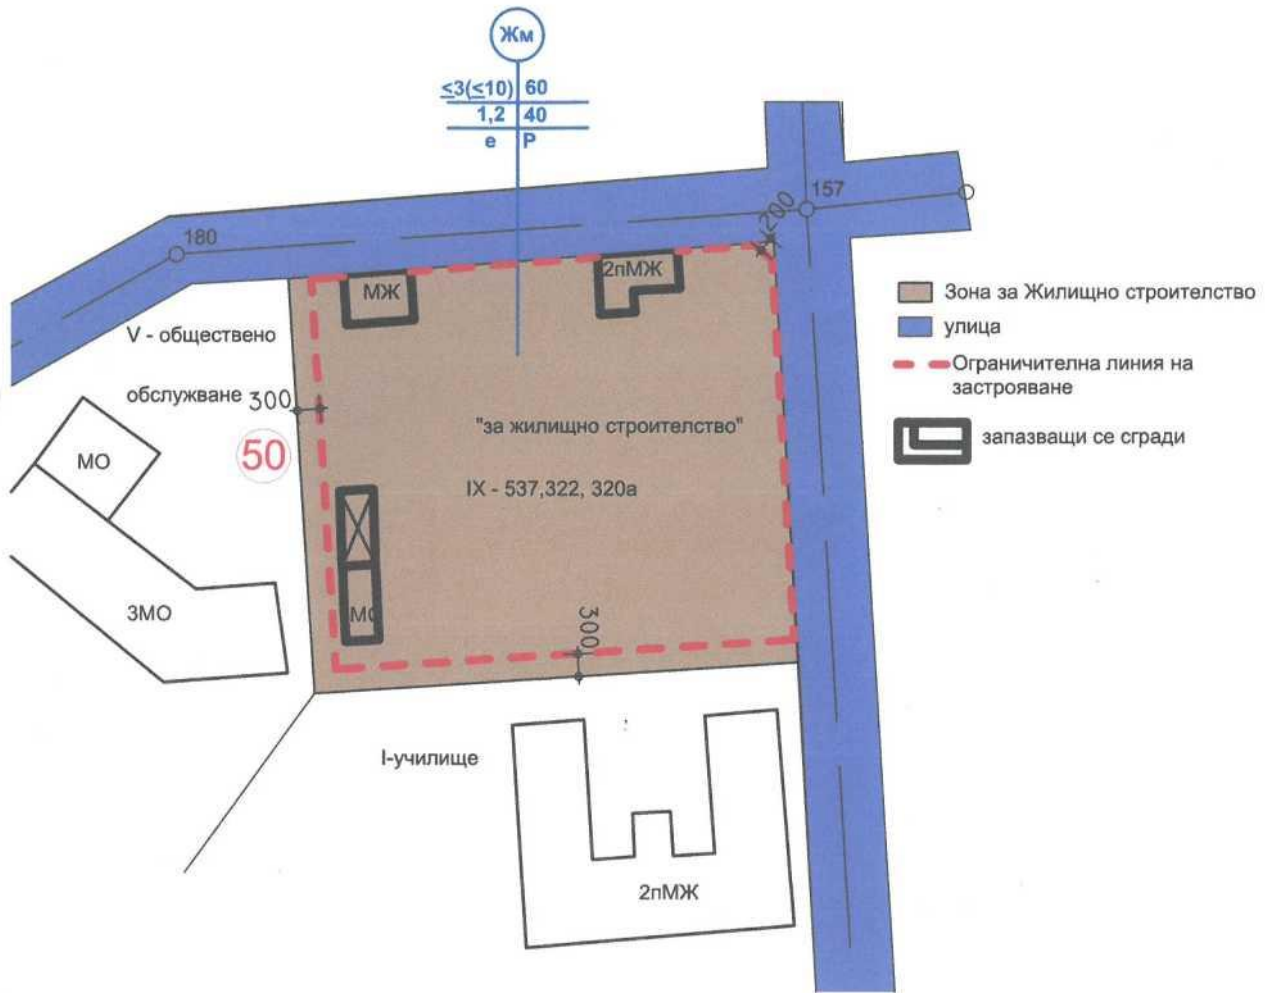 Жм
≤3(≤10) 60
1,2 40
е Р
200
157
180
2пМЖ
МЖ
Зона за Жилищно строителство
улица
Ограничителна линия на
застрояване
запазващи се сгради
V - обществено
обслужване
300
50
"за жилищно строителство"
IX - 537,322, 320а
МО
3МО
МО
300
I-училище
2пМЖ